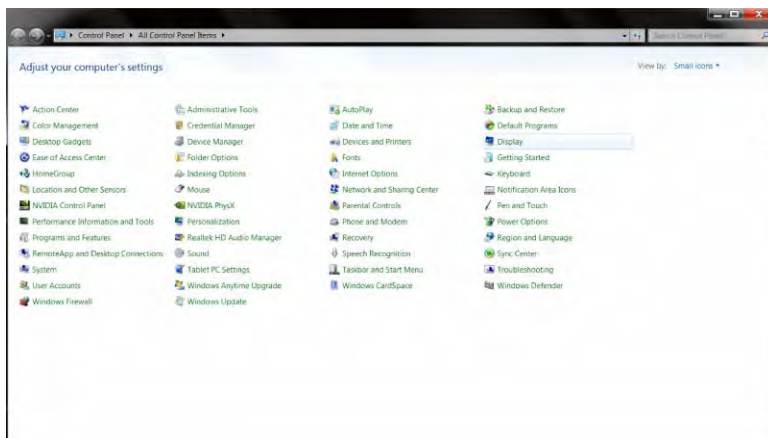 Control Panel ▸ All Control Panel Items ▸
Search Control Panel
Adjust your computer's settings
View by: Small icons
Action Center
Administrative Tools
AutoPlay
Backup and Restore
Color Management
Credential Manager
Date and Time
Default Programs
Desktop Gadgets
Device Manager
Devices and Printers
Display
Ease of Access Center
Folder Options
Fonts
Getting Started
HomeGroup
Indexing Options
Internet Options
Keyboard
Location and Other Sensors
Mouse
Network and Sharing Center
Notification Area Icons
NVIDIA Control Panel
NVIDIA PhysX
Parental Controls
Pen and Touch
Performance Information and Tools
Personalization
Phone and Modem
Power Options
Programs and Features
Realtek HD Audio Manager
Recovery
Region and Language
RemoteApp and Desktop Connections
Sound
Speech Recognition
Sync Center
System
Tablet PC Settings
Taskbar and Start Menu
Troubleshooting
User Accounts
Windows Anytime Upgrade
Windows CardSpace
Windows Defender
Windows Firewall
Windows Update